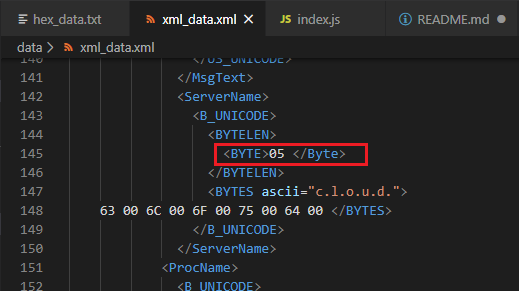 hex_data.txt xml_data.xml index.js README.md
data > xml_data.xml
140 </US_UNICODE>
141 </MsgText>
142 <ServerName>
143 <B_UNICODE>
144 <BYTELEN>
145 <BYTE>05 </Byte>
146 </BYTELEN>
147 <BYTES ascii="c.l.o.u.d.">
148 63 00 6C 00 6F 00 75 00 64 00 </BYTES>
149 </B_UNICODE>
150 </ServerName>
151 <ProcName>
152 <B_UNICODE>